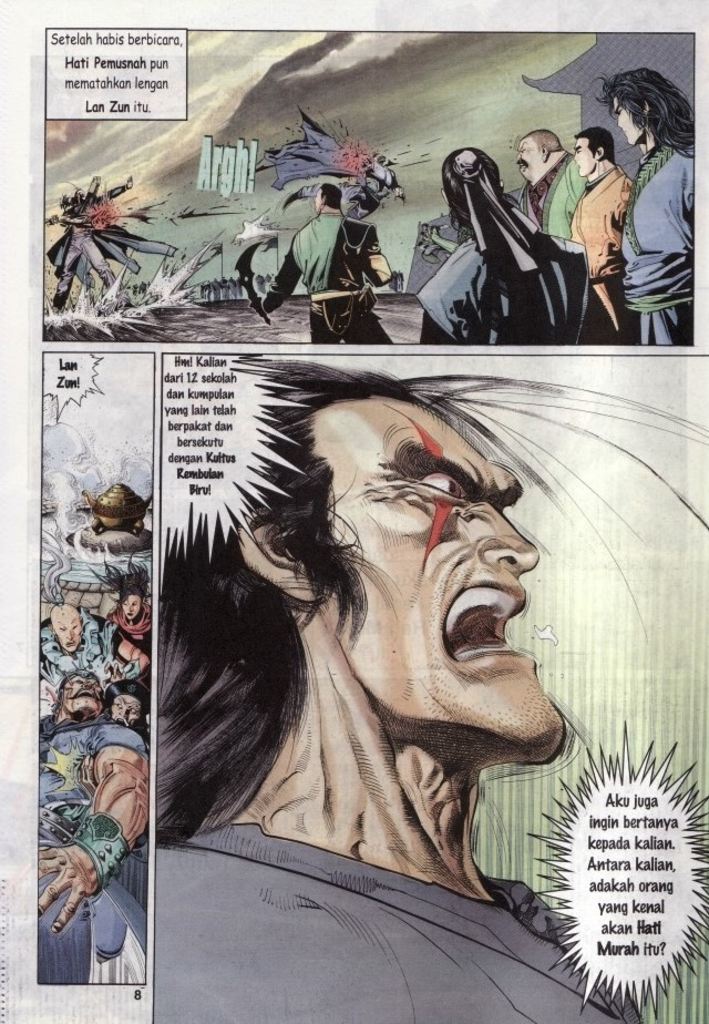 Setelah habis berbicara,
Hati Pemusnah pun
mematahkan lengan
Lan Zun itu.
Argh!
Lan
Zun!
Hm! Kalian
dari 12 sekolah
dan kumpulan
yang lain telah
berpakat dan
bersekutu
dengan Kultus
Rembulan
Biru!
Aku juga
ingin bertanya
kepada kalian.
Antara kalian,
adakah orang
yang kenal
akan Hati
Murah itu?
8